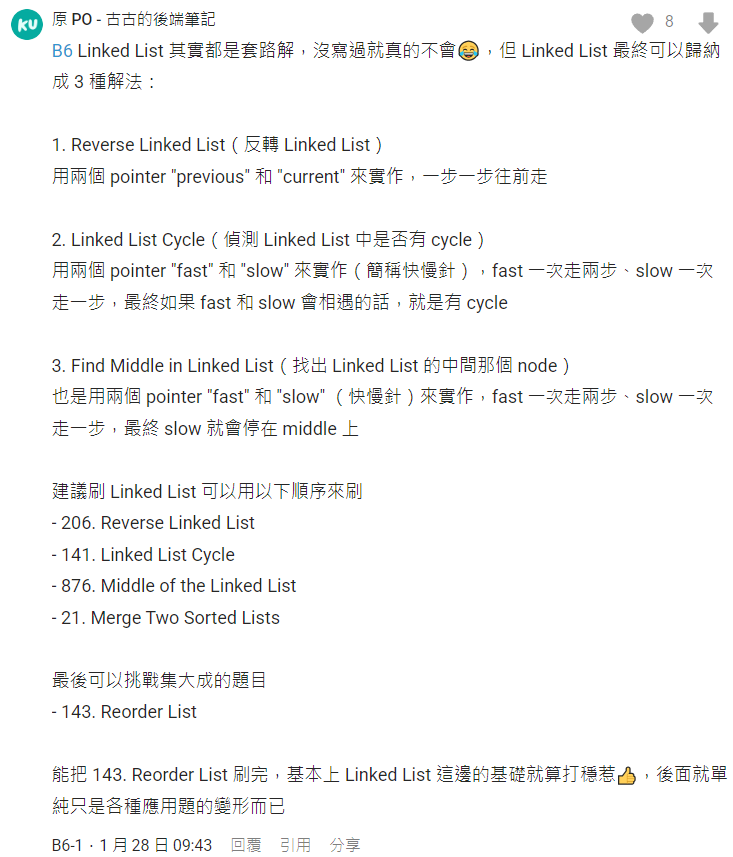 KU
原 PO - 古古的後端筆記
8
B6 Linked List 其實都是套路解，沒寫過就真的不會😂，但 Linked List 最終可以歸納
成 3 種解法：
1. Reverse Linked List（反轉 Linked List）
用兩個 pointer "previous" 和 "current" 來實作，一步一步往前走
2. Linked List Cycle（偵測 Linked List 中是否有 cycle）
用兩個 pointer "fast" 和 "slow" 來實作（簡稱快慢針），fast 一次走兩步、slow 一次
走一步，最終如果 fast 和 slow 會相遇的話，就是有 cycle
3. Find Middle in Linked List（找出 Linked List 的中間那個 node）
也是用兩個 pointer "fast" 和 "slow" （快慢針）來實作，fast 一次走兩步、slow 一次
走一步，最終 slow 就會停在 middle 上
建議刷 Linked List 可以用以下順序來刷
- 206. Reverse Linked List
- 141. Linked List Cycle
- 876. Middle of the Linked List
- 21. Merge Two Sorted Lists
最後可以挑戰集大成的題目
- 143. Reorder List
能把 143. Reorder List 刷完，基本上 Linked List 這邊的基礎就算打穩惹👍，後面就單
純只是各種應用題的變形而已
B6-1．1 月 28 日 09:43 回覆 引用 分享